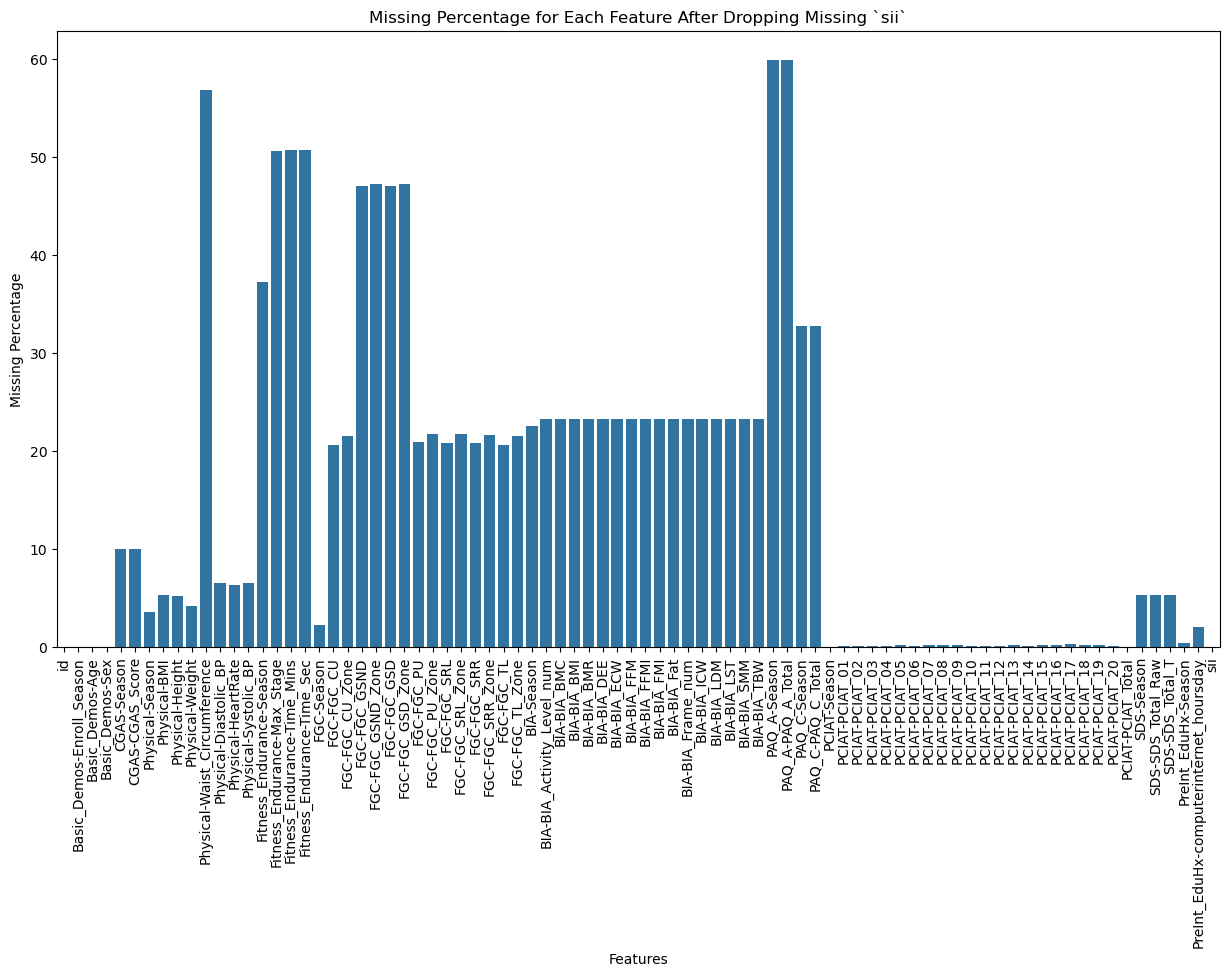 Missing Percentage for Each Feature After Dropping Missing `sii`
Missing Percentage
60
50
40
30
20
10
0
id
Basic_Demos-Enroll_Season
Basic_Demos-Age
Basic_Demos-Sex
CGAS-Season
CGAS-CGAS_Score
Physical-Season
Physical-BMI
Physical-Height
Physical-Weight
Physical-Waist_Circumference
Physical-Diastolic_BP
Physical-HeartRate
Physical-Systolic_BP
Fitness_Endurance-Season
Fitness_Endurance-Max_Stage
Fitness_Endurance-Time_Mins
Fitness_Endurance-Time_Sec
FGC-Season
FGC-FGC_CU
FGC-FGC_CU_Zone
FGC-FGC_GSND
FGC-FGC_GSND_Zone
FGC-FGC_GSD
FGC-FGC_GSD_Zone
FGC-FGC_PU
FGC-FGC_PU_Zone
FGC-FGC_SRL
FGC-FGC_SRL_Zone
FGC-FGC_SRR
FGC-FGC_SRR_Zone
FGC-FGC_TL
FGC-FGC_TL_Zone
BIA-Season
BIA-BIA_Activity_Level_num
BIA-BIA_BMC
BIA-BIA_BMI
BIA-BIA_BMR
BIA-BIA_DEE
BIA-BIA_ECW
BIA-BIA_FFM
BIA-BIA_FFMI
BIA-BIA_FMI
BIA-BIA_Fat
BIA-BIA_Frame_num
BIA-BIA_ICW
BIA-BIA_LDM
BIA-BIA_LST
BIA-BIA_SMM
BIA-BIA_TBW
PAQ_A-Season
PAQ_A-PAQ_A_Total
PAQ_C-Season
PAQ_C-PAQ_C_Total
PCIAT-Season
PCIAT-PCIAT_01
PCIAT-PCIAT_02
PCIAT-PCIAT_03
PCIAT-PCIAT_04
PCIAT-PCIAT_05
PCIAT-PCIAT_06
PCIAT-PCIAT_07
PCIAT-PCIAT_08
PCIAT-PCIAT_09
PCIAT-PCIAT_10
PCIAT-PCIAT_11
PCIAT-PCIAT_12
PCIAT-PCIAT_13
PCIAT-PCIAT_14
PCIAT-PCIAT_15
PCIAT-PCIAT_16
PCIAT-PCIAT_17
PCIAT-PCIAT_18
PCIAT-PCIAT_19
PCIAT-PCIAT_20
PCIAT-PCIAT_Total
SDS-Season
SDS-SDS_Total_Raw
SDS-SDS_Total_T
PreInt_EduHx-Season
PreInt_EduHx-computerinternet_hoursday
sii
Features